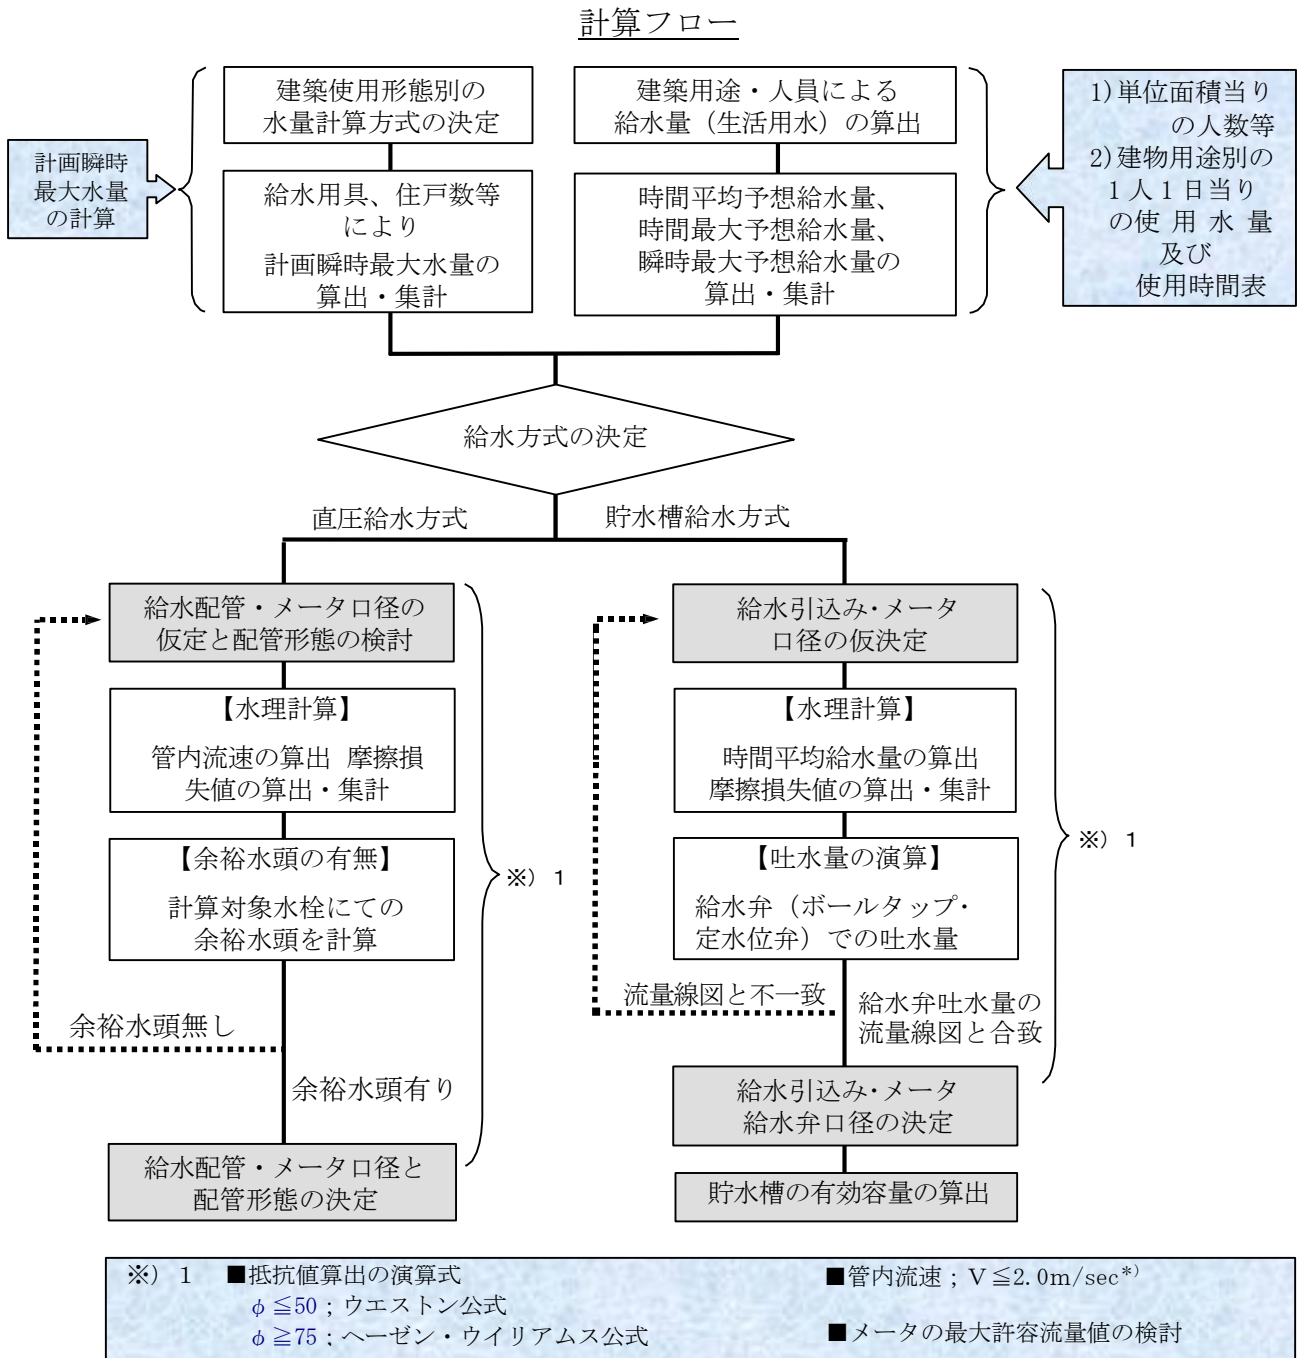 計算フロー
計画瞬時
最大水量
の計算
建築使用形態別の
水量計算方式の決定
給水用具、住戸数等
により
計画瞬時最大水量の
算出・集計
建築用途・人員による
給水量（生活用水）の算出
時間平均予想給水量、
時間最大予想給水量、
瞬時最大予想給水量の
算出・集計
1)単位面積当り
の人数等
2)建物用途別の
1人1日当り
の使用水量
及び
使用時間表
給水方式の決定
直圧給水方式
貯水槽給水方式
給水配管・メータ口径の
仮定と配管形態の検討
【水理計算】
管内流速の算出 摩擦損
失値の算出・集計
【余裕水頭の有無】
計算対象水栓にての
余裕水頭を計算
※）1
余裕水頭無し
余裕水頭有り
給水配管・メータ口径と
配管形態の決定
給水引込み・メータ
口径の仮決定
【水理計算】
時間平均給水量の算出
摩擦損失値の算出・集計
【吐水量の演算】
給水弁（ボールタップ・
定水位弁）での吐水量
※）1
流量線図と不一致
給水弁吐水量の
流量線図と合致
給水引込み・メータ
給水弁口径の決定
貯水槽の有効容量の算出
※）1 ■抵抗値算出の演算式
φ≦50；ウエストン公式
φ≧75；ヘーゼン・ウイリアムス公式
■管内流速；V≦2.0m/sec*)
■メータの最大許容流量値の検討